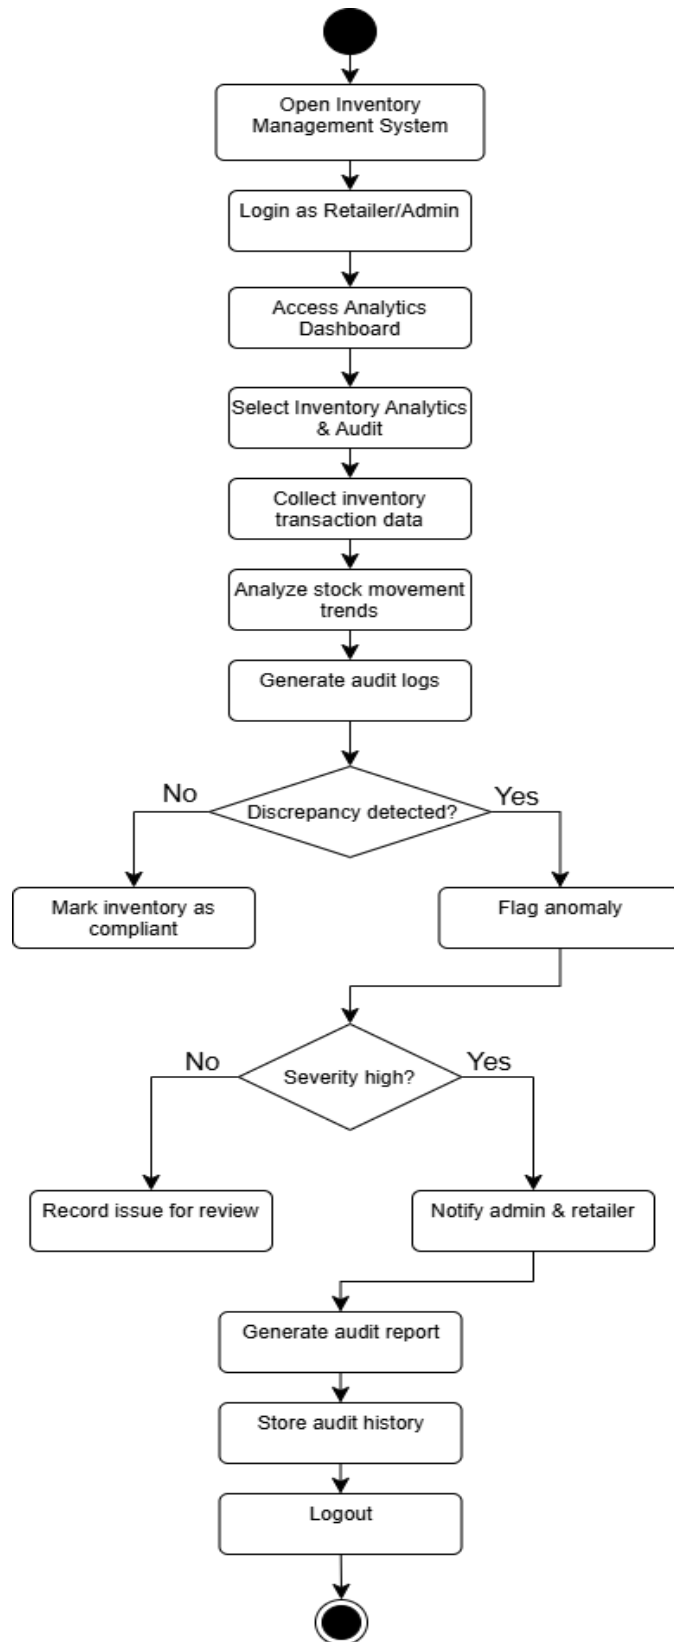 Open Inventory
Management System
Login as Retailer/Admin
Access Analytics
Dashboard
Select Inventory Analytics
& Audit
Collect inventory
transaction data
Analyze stock movement
trends
Generate audit logs
No
Discrepancy detected?
Yes
Mark inventory as
compliant
Flag anomaly
No
Severity high?
Yes
Record issue for review
Notify admin & retailer
Generate audit report
Store audit history
Logout